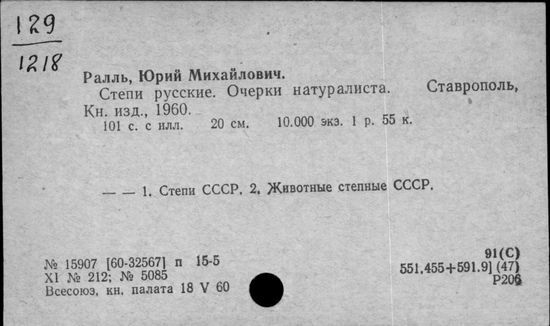 129
1218
Ралль, Юрий Михайлович.
Степи русские. Очерки натуралиста. Ставрополь,
Кн. изд., 1960.
101 с. с илл. 20 см. 10.000 экз. 1 р. 55 к.
— — 1. Степи СССР. 2. Животные степные СССР.
№ 15907 [60-32567] п 15-5
XI № 212; № 5085
Всесоюз. кн. палата 18 V 60
91(С)
551.455+591.9] (47)
Р206